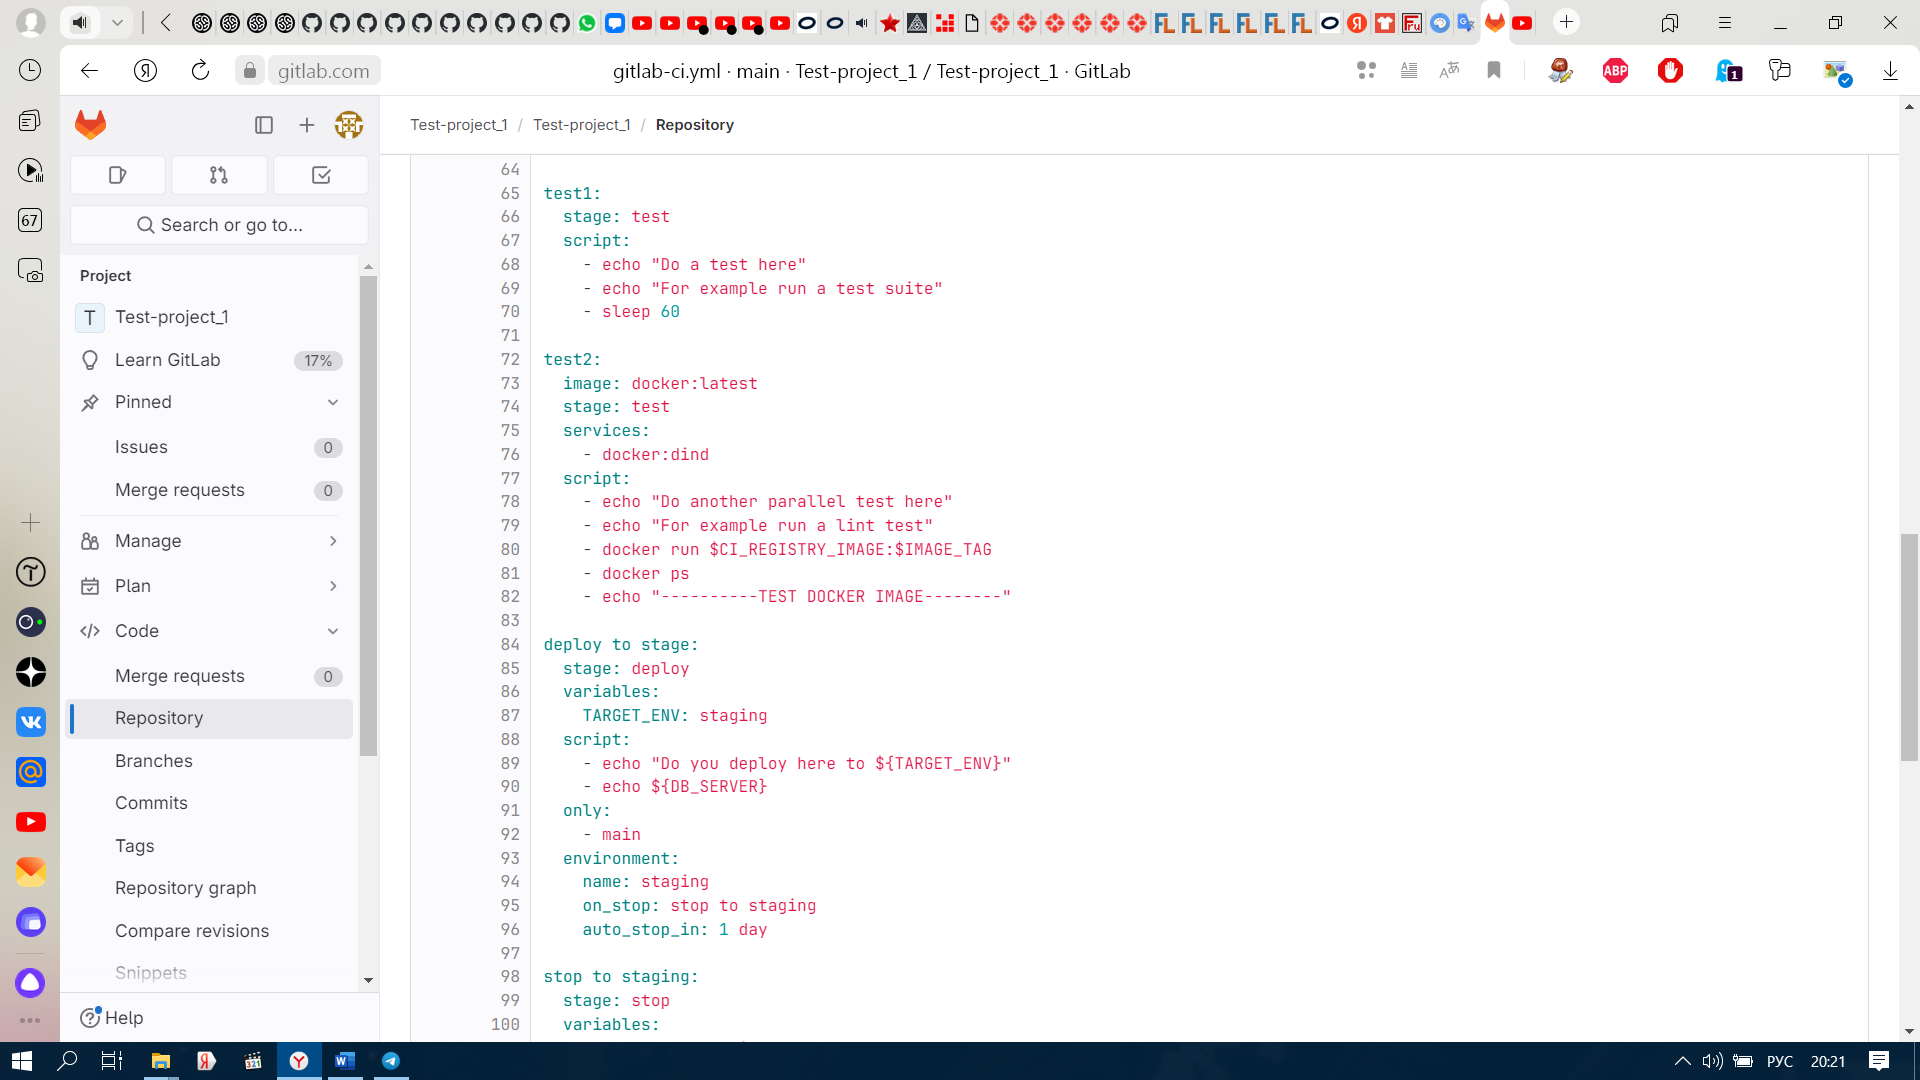 gitlab.com
gitlab-ci.yml · main · Test-project_1 / Test-project_1 · GitLab
ABP
1
67
Test-project_1 / Test-project_1 / Repository
Search or go to...
Project
T Test-project_1
Learn GitLab 17%
Pinned
Issues 0
Merge requests 0
Manage
Plan
Code
Merge requests 0
Repository
Branches
Commits
Tags
Repository graph
Compare revisions
Snippets
Help
64
65 test1:
66   stage: test
67   script:
68     - echo "Do a test here"
69     - echo "For example run a test suite"
70     - sleep 60
71
72 test2:
73   image: docker:latest
74   stage: test
75   services:
76     - docker:dind
77   script:
78     - echo "Do another parallel test here"
79     - echo "For example run a lint test"
80     - docker run $CI_REGISTRY_IMAGE:$IMAGE_TAG
81     - docker ps
82     - echo "----------TEST DOCKER IMAGE--------"
83
84 deploy to stage:
85   stage: deploy
86   variables:
87     TARGET_ENV: staging
88   script:
89     - echo "Do you deploy here to ${TARGET_ENV}"
90     - echo ${DB_SERVER}
91   only:
92     - main
93   environment:
94     name: staging
95     on_stop: stop to staging
96     auto_stop_in: 1 day
97
98 stop to staging:
99   stage: stop
100   variables:
РУС 20:21